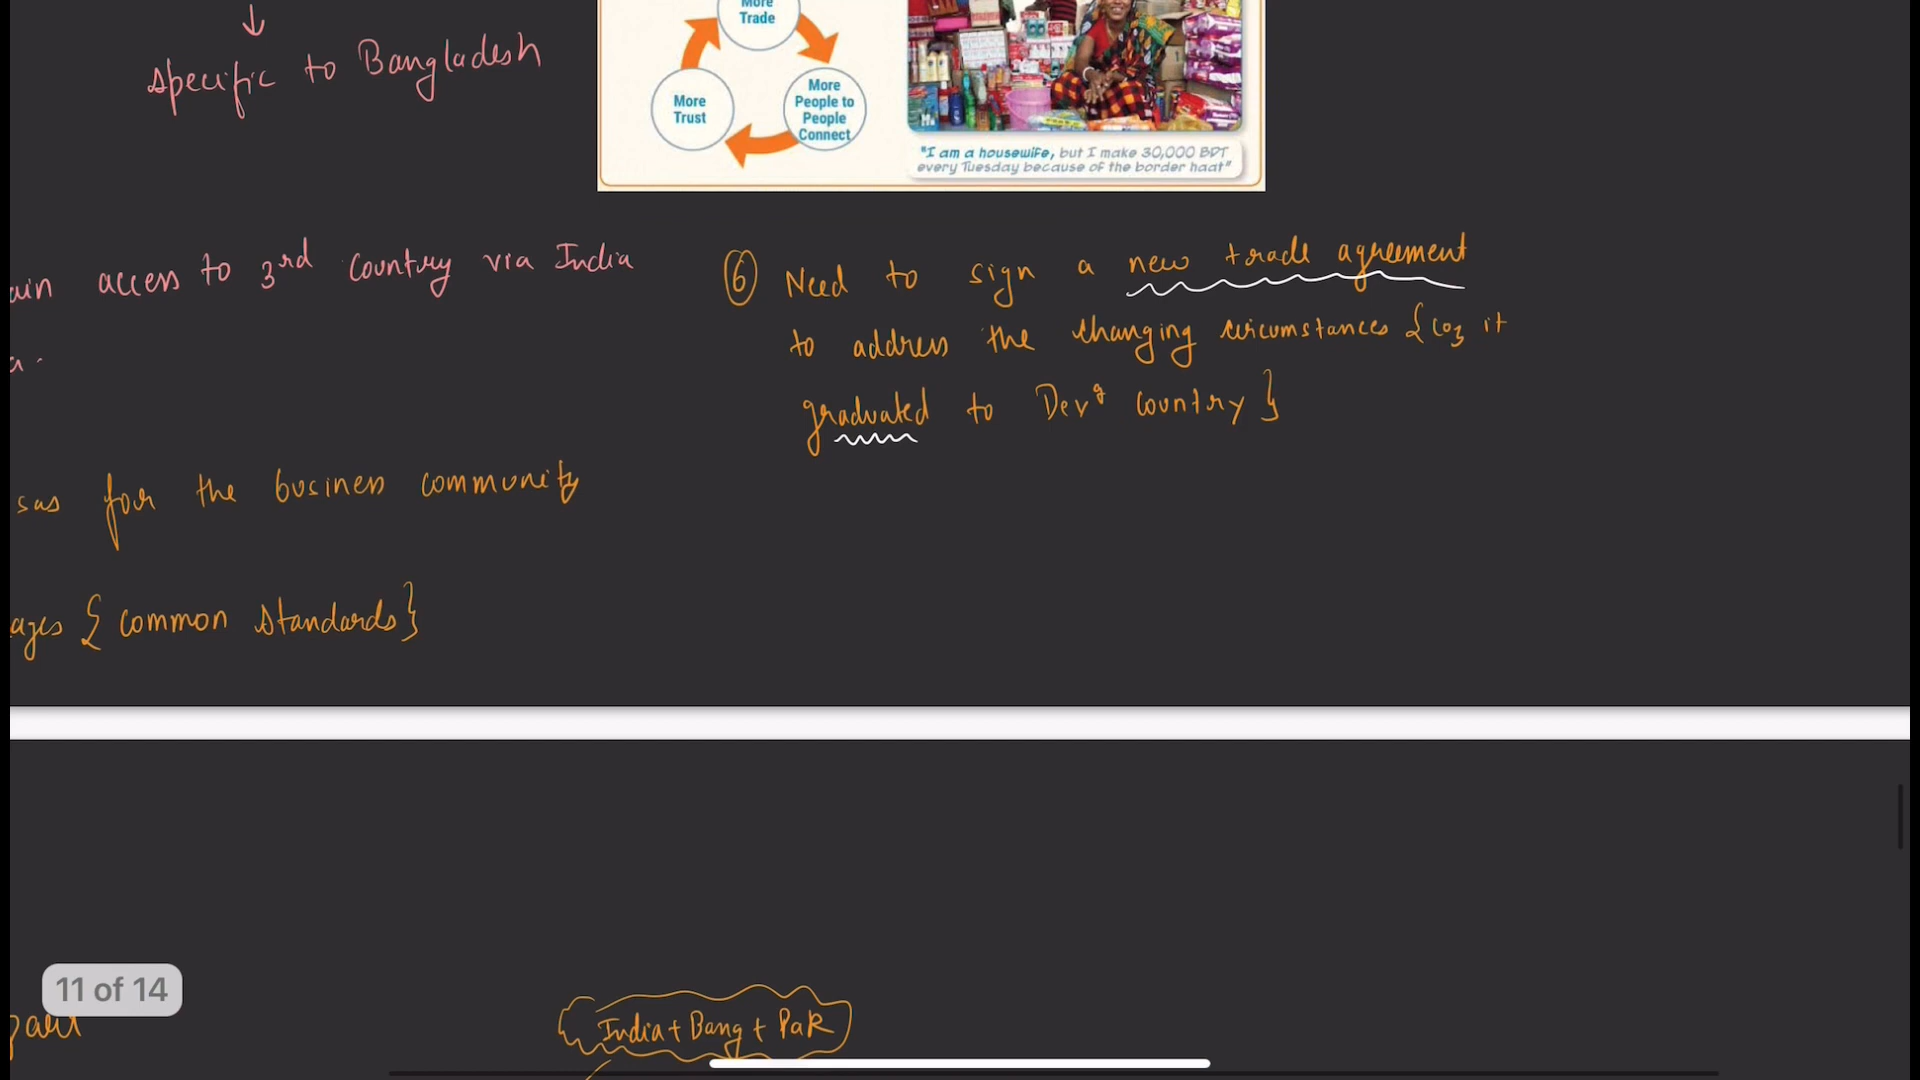 specific to Bangladesh
More
Trade
More
Trust
More
People to
People
Connect
"I am a housewife, but I make 30,000 BDT
every Tuesday because of the border haat"
access to 3rd Country via India
⑥ Need to sign a new trade agreement
to address the changing circumstances {coz it
graduated to Devg Country}
for the business community
{common standards}
11 of 14
India + Bang + Pak